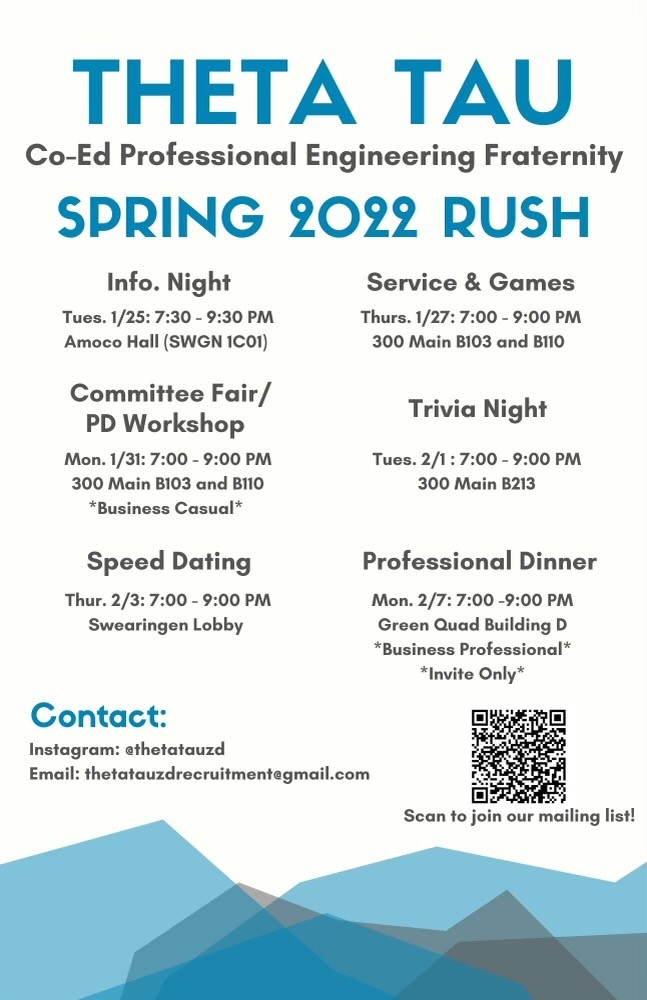 THETA TAU
Co-Ed Professional Engineering Fraternity
SPRING 2022 RUSH
Info. Night
Tues. 1/25: 7:30 - 9:30 PM
Amoco Hall (SWGN 1C01)
Service & Games
Thurs. 1/27: 7:00 - 9:00 PM
300 Main B103 and B110
Committee Fair/
PD Workshop
Mon. 1/31: 7:00 - 9:00 PM
300 Main B103 and B110
*Business Casual*
Trivia Night
Tues. 2/1 : 7:00 - 9:00 PM
300 Main B213
Speed Dating
Thur. 2/3: 7:00 - 9:00 PM
Swearingen Lobby
Professional Dinner
Mon. 2/7: 7:00 -9:00 PM
Green Quad Building D
*Business Professional*
*Invite Only*
Contact:
Instagram: @thetatauzd
Email: thetatauzdrecruitment@gmail.com
Scan to join our mailing list!